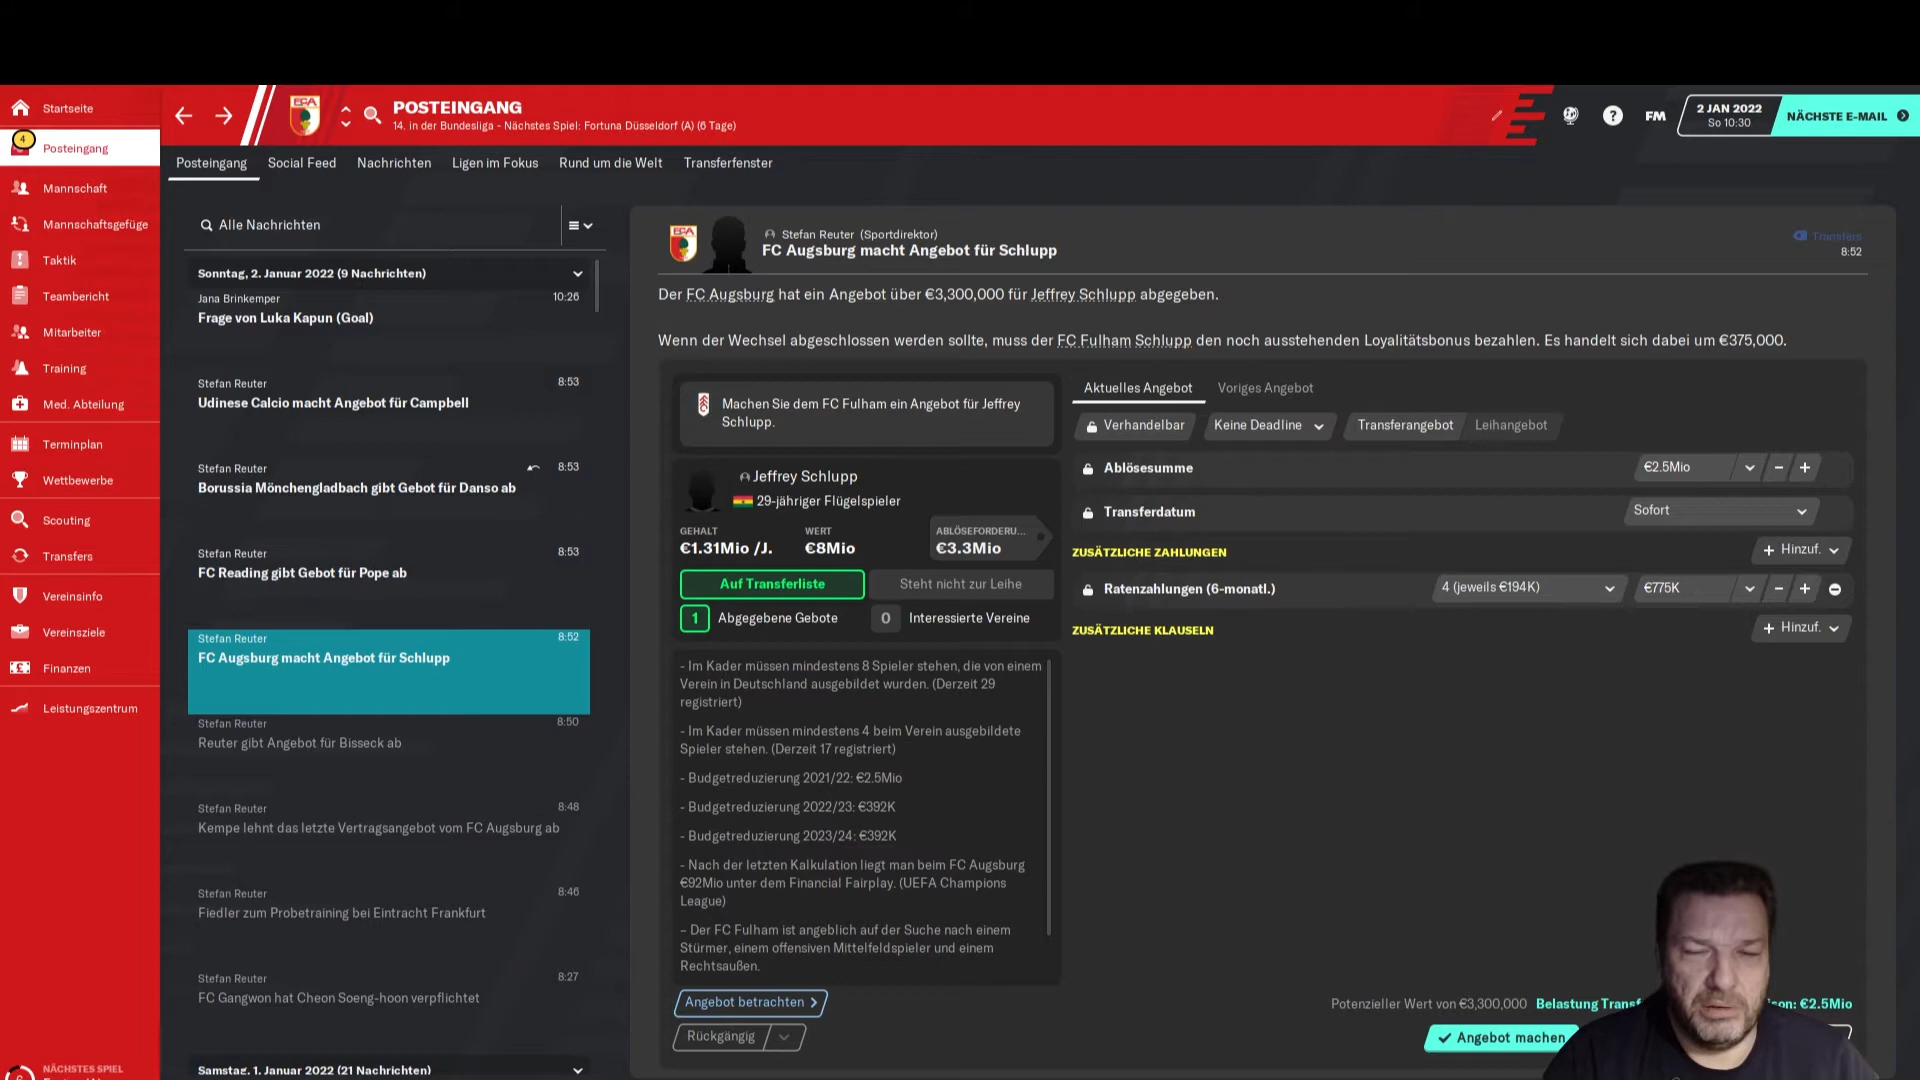 Startseite
4
Posteingang
Mannschaft
Mannschaftsgefüge
Taktik
Teambericht
Mitarbeiter
Training
Med. Abteilung
Terminplan
Wettbewerbe
Scouting
Transfers
Vereinsinfo
Vereinsziele
Finanzen
Leistungszentrum
NÄCHSTES SPIEL
POSTEINGANG
14. in der Bundesliga - Nächstes Spiel: Fortuna Düsseldorf (A) (6 Tage)
FM
2 JAN 2022
So 10:30
NÄCHSTE E-MAIL
Posteingang Social Feed Nachrichten Ligen im Fokus Rund um die Welt Transferfenster
Alle Nachrichten
Sonntag, 2. Januar 2022 (9 Nachrichten)
Jana Brinkemper 10:26
Frage von Luka Kapun (Goal)
Stefan Reuter 8:53
Udinese Calcio macht Angebot für Campbell
Stefan Reuter 8:53
Borussia Mönchengladbach gibt Gebot für Danso ab
Stefan Reuter 8:53
FC Reading gibt Gebot für Pope ab
Stefan Reuter 8:52
FC Augsburg macht Angebot für Schlupp
Stefan Reuter 8:50
Reuter gibt Angebot für Bisseck ab
Stefan Reuter 8:48
Kempe lehnt das letzte Vertragsangebot vom FC Augsburg ab
Stefan Reuter 8:46
Fiedler zum Probetraining bei Eintracht Frankfurt
Stefan Reuter 8:27
FC Gangwon hat Cheon Soeng-hoon verpflichtet
Samstag, 1. Januar 2022 (21 Nachrichten)
Stefan Reuter (Sportdirektor)
FC Augsburg macht Angebot für Schlupp
Transfers
8:52
Der FC Augsburg hat ein Angebot über €3,300,000 für Jeffrey Schlupp abgegeben.
Wenn der Wechsel abgeschlossen werden sollte, muss der FC Fulham Schlupp den noch ausstehenden Loyalitätsbonus bezahlen. Es handelt sich dabei um €375,000.
Machen Sie dem FC Fulham ein Angebot für Jeffrey
Schlupp.
Jeffrey Schlupp
29-jähriger Flügelspieler
GEHALT WERT ABLÖSEFORDERU...
€1.31Mio /J. €8Mio €3.3Mio
Auf Transferliste Steht nicht zur Leihe
1 Abgegebene Gebote 0 Interessierte Vereine
- Im Kader müssen mindestens 8 Spieler stehen, die von einem
Verein in Deutschland ausgebildet wurden. (Derzeit 29
registriert)
- Im Kader müssen mindestens 4 beim Verein ausgebildete
Spieler stehen. (Derzeit 17 registriert)
- Budgetreduzierung 2021/22: €2.5Mio
- Budgetreduzierung 2022/23: €392K
- Budgetreduzierung 2023/24: €392K
- Nach der letzten Kalkulation liegt man beim FC Augsburg
€92Mio unter dem Financial Fairplay. (UEFA Champions
League)
- Der FC Fulham ist angeblich auf der Suche nach einem
Stürmer, einem offensiven Mittelfeldspieler und einem
Rechtsaußen.
Angebot betrachten
Rückgängig
Aktuelles Angebot Voriges Angebot
Verhandelbar Keine Deadline Transferangebot Leihangebot
Ablösesumme €2.5Mio - +
Transferdatum Sofort
ZUSÄTZLICHE ZAHLUNGEN + Hinzuf.
Ratenzahlungen (6-monatl.) 4 (jeweils €194K) €775K - +
ZUSÄTZLICHE KLAUSELN + Hinzuf.
Potenzieller Wert von €3,300,000 Belastung Transf son: €2.5Mio
Angebot machen